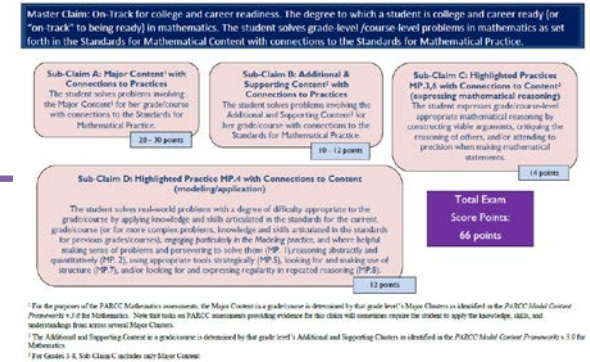 Master Claim: On-Track for college and career readiness. The degree to which a student is college and career ready (or
"on-track" to being ready) in mathematics. The student solves grade-level /course-level problems in mathematics as set
forth in the Standards for Mathematical Content with connections to the Standards for Mathematical Practice.
Sub-Claim A: Major Content¹ with
Connections to Practices
The student solves problems involving
the Major Content¹ for her grade/course
with connections to the Standards for
Mathematical Practice.
28 - 30 points
Sub-Claim B: Additional &
Supporting Content² with
Connections to Practices
The student solves problems involving the
Additional and Supporting Content² for
her grade/course with connections to the
Standards for Mathematical Practice
10 - 12 points
Sub-Claim C: Highlighted Practices
MP.3,6 with Connections to Content³
(expressing mathematical reasoning)
The student expresses grade/course-level
appropriate mathematical reasoning by
constructing viable arguments, critiquing the
reasoning of others, and/or attending to
precision when making mathematical
statements.
14 points
Sub-Claim D: Highlighted Practice MP.4 with Connections to Content
(modeling/application)
The student solves real-world problems with a degree of difficulty appropriate to the
grade/course by applying knowledge and skills articulated in the standards for the current
grade/course (or for more complex problems, knowledge and skills articulated in the standards
for previous grades/courses), engaging particularly in the Modeling practice, and where helpful
making sense of problems and persevering to solve them (MP. 1),reasoning abstractly and
quantitatively (MP. 2), using appropriate tools strategically (MP.5), looking for and making use of
structure (MP.7), and/or looking for and expressing regularity in repeated reasoning (MP.8).
12 points
Total Exam
Score Points:
66 points
¹ For the purposes of the PARCC Mathematics assessments, the Major Content in a grade/course is determined by that grade level's Major Clusters as identified in the PARCC Model Content
Frameworks v.3.0 for Mathematics. Note that tasks on PARCC assessments providing evidence for this claim will sometimes require the student to apply the knowledge, skills, and
understandings from across several Major Clusters.
² The Additional and Supporting Content in a grade/course is determined by that grade level's Additional and Supporting Clusters as identified in the PARCC Model Content Frameworks v.3.0 for
Mathematics.
³ For Grades 3-8, Sub-Claim C includes only Major Content